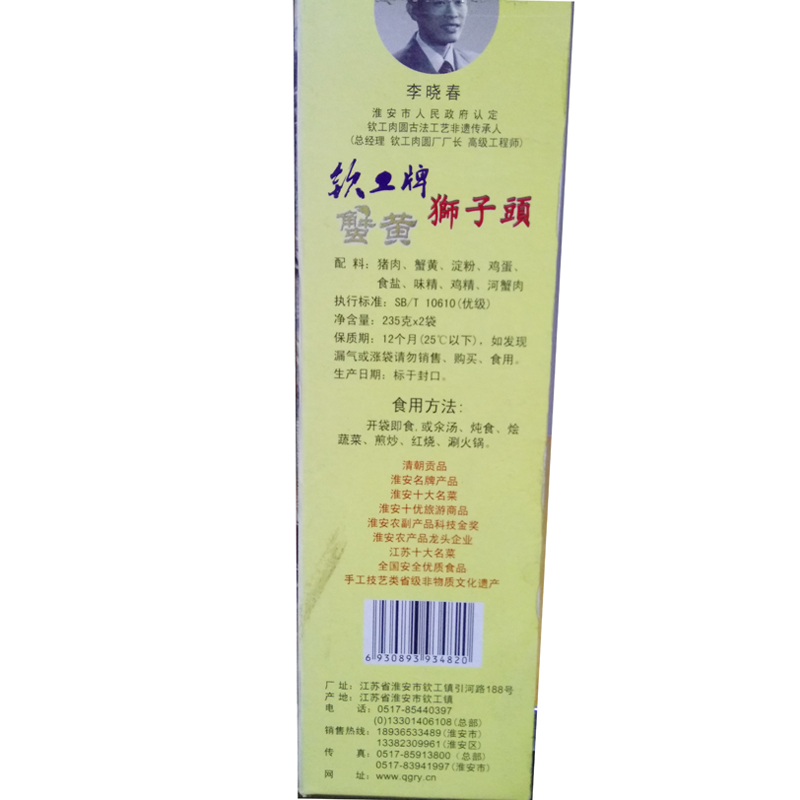 李晓春
淮安市人民政府认定
钦工肉圆古法工艺非遗传承人
(总经理 钦工肉圆厂厂长 高级工程师)
钦工牌
蟹黄 獅子頭
配 料：猪肉、蟹黄、淀粉、鸡蛋、
食盐、味精、鸡精、河蟹肉
执行标准：SB/T 10610(优级)
净含量：235克x2袋
保质期：12个月(25℃以下)，如发现
漏气或涨袋请勿销售、购买、食用。
生产日期：标于封口。
食用方法：
开袋即食,或汆汤、炖食、烩
蔬菜、煎炒、红烧、涮火锅。
清朝贡品
淮安名牌产品
淮安十大名菜
淮安十优旅游商品
淮安农副产品科技金奖
淮安农产品龙头企业
江苏十大名菜
全国安全优质食品
手工技艺类省级非物质文化遗产
6 930893 934820
厂 址：江苏省淮安市钦工镇引河路188号
产 地：江苏省淮安市钦工镇
电 话：0517-85440397
(0)13301406108(总部)
销售热线：18936533489(淮安市)
13382309961(淮安区)
传 真：0517-85913800(总部)
0517-83941997(淮安市)
网 址：www.qgry.cn